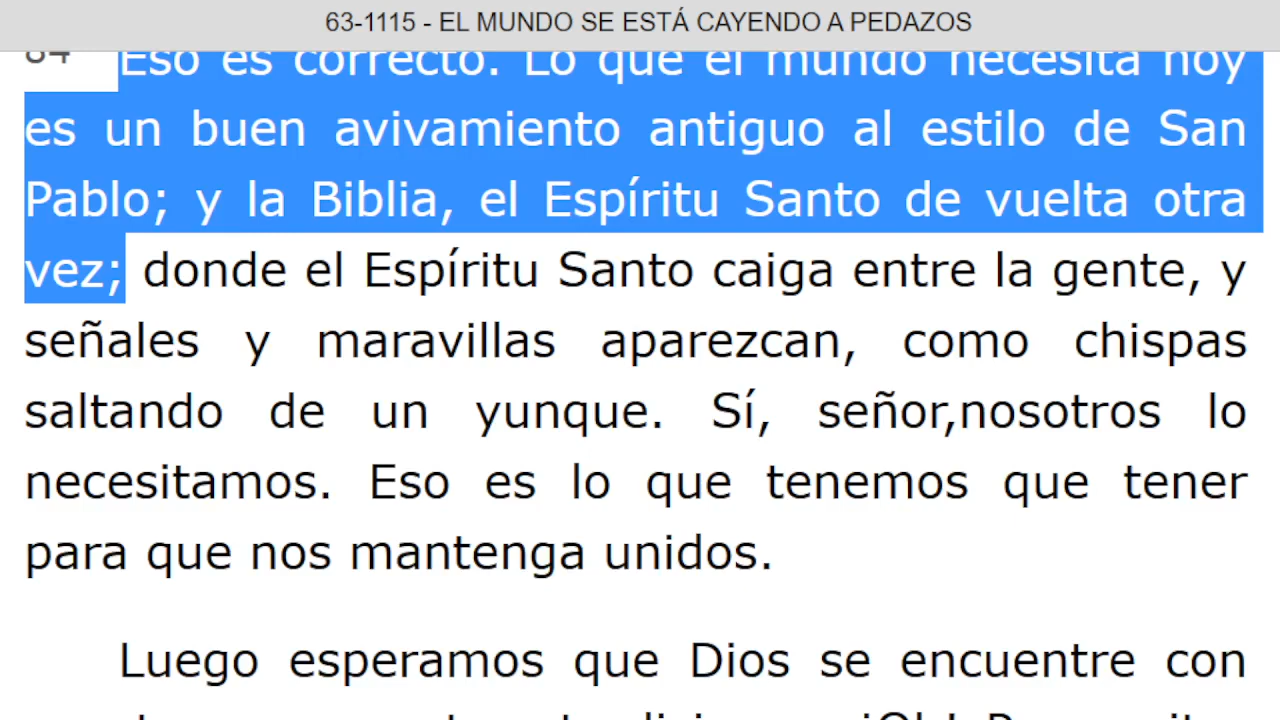 63-1115 - EL MUNDO SE ESTÁ CAYENDO A PEDAZOS
84 Eso es correcto. Lo que el mundo necesita hoy
es un buen avivamiento antiguo al estilo de San
Pablo; y la Biblia, el Espíritu Santo de vuelta otra
vez; donde el Espíritu Santo caiga entre la gente, y
señales y maravillas aparezcan, como chispas
saltando de un yunque. Sí, señor,nosotros lo
necesitamos. Eso es lo que tenemos que tener
para que nos mantenga unidos.
Luego esperamos que Dios se encuentre con